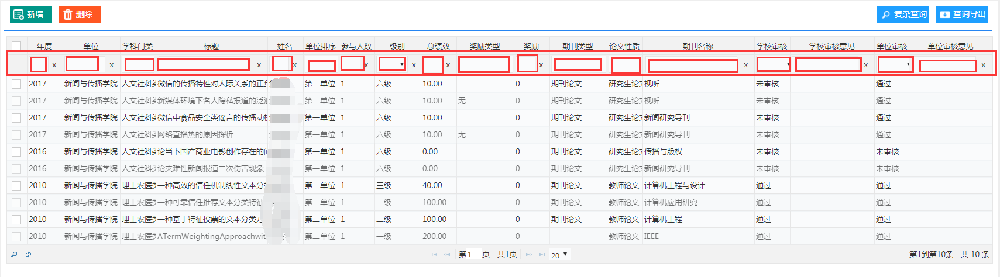 新增 删除 复杂查询 查询导出
年度 单位 学科门类 标题 姓名 单位排序 参与人数 级别 总绩效 奖励类型 奖励 期刊类型 论文性质 期刊名称 学校审核 学校审核意见 单位审核 单位审核意见
x x x x x x x x x x x
2017 新闻与传播学院 人文社科类 微信的传播特性对人际关系的正负 第一单位 1 六级 10.00 0 期刊论文 研究生论文 视听 未审核 通过
2017 新闻与传播学院 人文社科类 新媒体环境下名人隐私报道的泛滥 第一单位 1 六级 10.00 无 0 期刊论文 研究生论文 视听 未审核 通过
2017 新闻与传播学院 人文社科类 微信中食品安全类谣言的传播动机 第一单位 1 六级 10.00 0 期刊论文 研究生论文 新闻研究导刊 未审核 通过
2017 新闻与传播学院 人文社科类 网络直播热的原因探析 第一单位 1 六级 10.00 无 0 期刊论文 研究生论文 新闻研究导刊 未审核 通过
2016 新闻与传播学院 人文社科类 论当下国产商业电影创作存在的问 第一单位 1 六级 0.00 0 期刊论文 研究生论文 传播与版权 未审核 未审核
2016 新闻与传播学院 人文社科类 论灾难性新闻报道二次伤害现象 第一单位 1 六级 0.00 0 期刊论文 研究生论文 新闻研究导刊 未审核 未审核
2010 新闻与传播学院 理工农医类 一种高效的信任机制线性文本分类 第二单位 1 三级 40.00 0 期刊论文 教师论文 计算机工程与设计 通过 通过
2010 新闻与传播学院 理工农医类 一种可靠信任推荐文本分类特征 第二单位 1 二级 100.00 0 期刊论文 教师论文 计算机应用研究 通过 通过
2010 新闻与传播学院 理工农医类 一种基于特征投票的文本分类方 第二单位 1 二级 100.00 0 期刊论文 教师论文 计算机工程 通过 通过
2010 新闻与传播学院 理工农医类 ATermWeightingApproachwit 第二单位 1 一级 200.00 0 教师论文 IEEE 通过 通过
第 1 页 共1页 20 第1到第10条 共 10 条